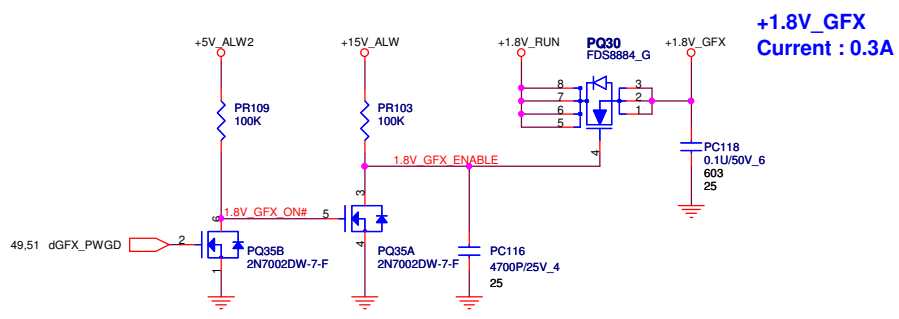 +1.8V_GFX
Current : 0.3A
+5V_ALW2
+15V_ALW
+1.8V_RUN
PQ30
FDS8884_G
+1.8V_GFX
8
7
6
5
3
2
1
4
PR109
100K
PR103
100K
PC118
0.1U/50V_6
603
25
1.8V_GFX_ENABLE
3
6
1.8V_GFX_ON#
5
49,51 dGFX_PWGD
2
1
4
PQ35B
2N7002DW-7-F
PQ35A
2N7002DW-7-F
PC116
4700P/25V_4
25